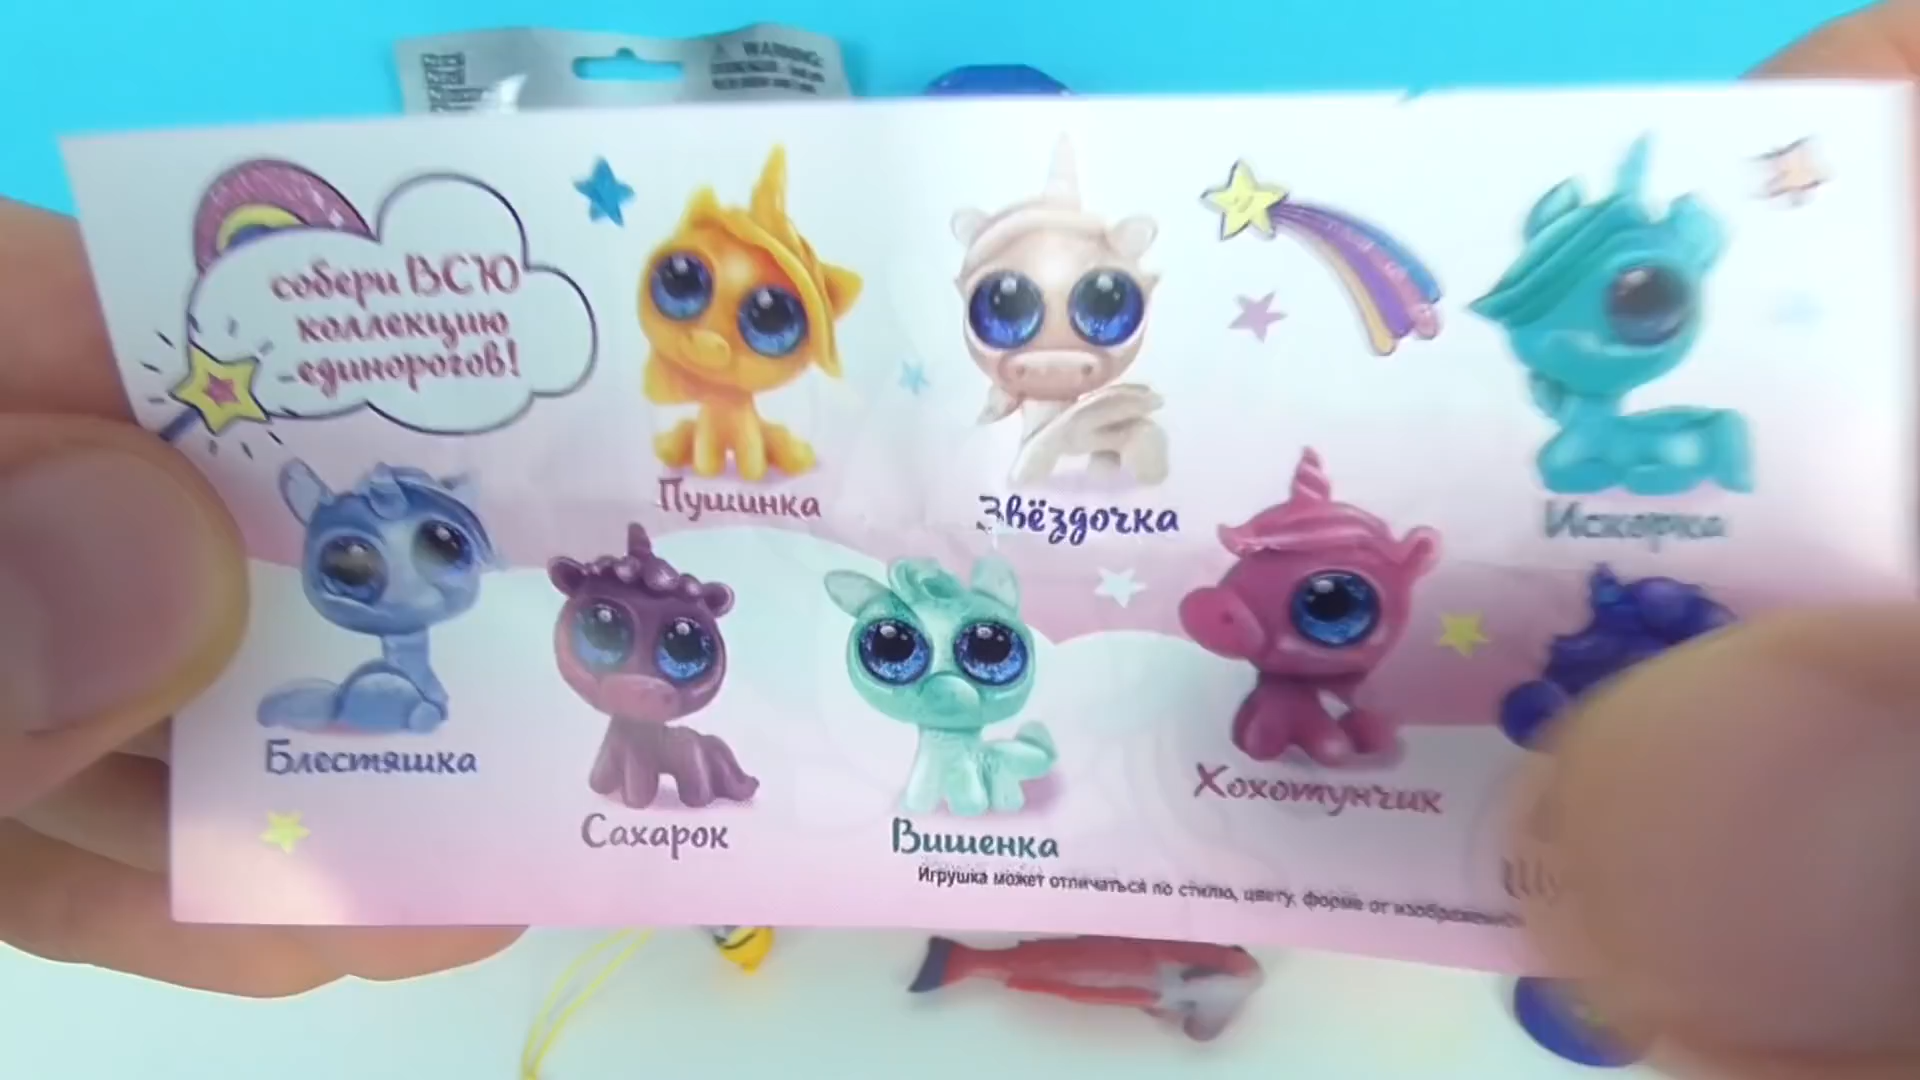 WARNING:
собери ВСЮ
коллекцию
единорогов!
Пушинка
Звёздочка
Искорка
Блестяшка
Сахарок
Вишенка
Хохотунчик
Игрушка может отличаться по стилю, цвету, форме от